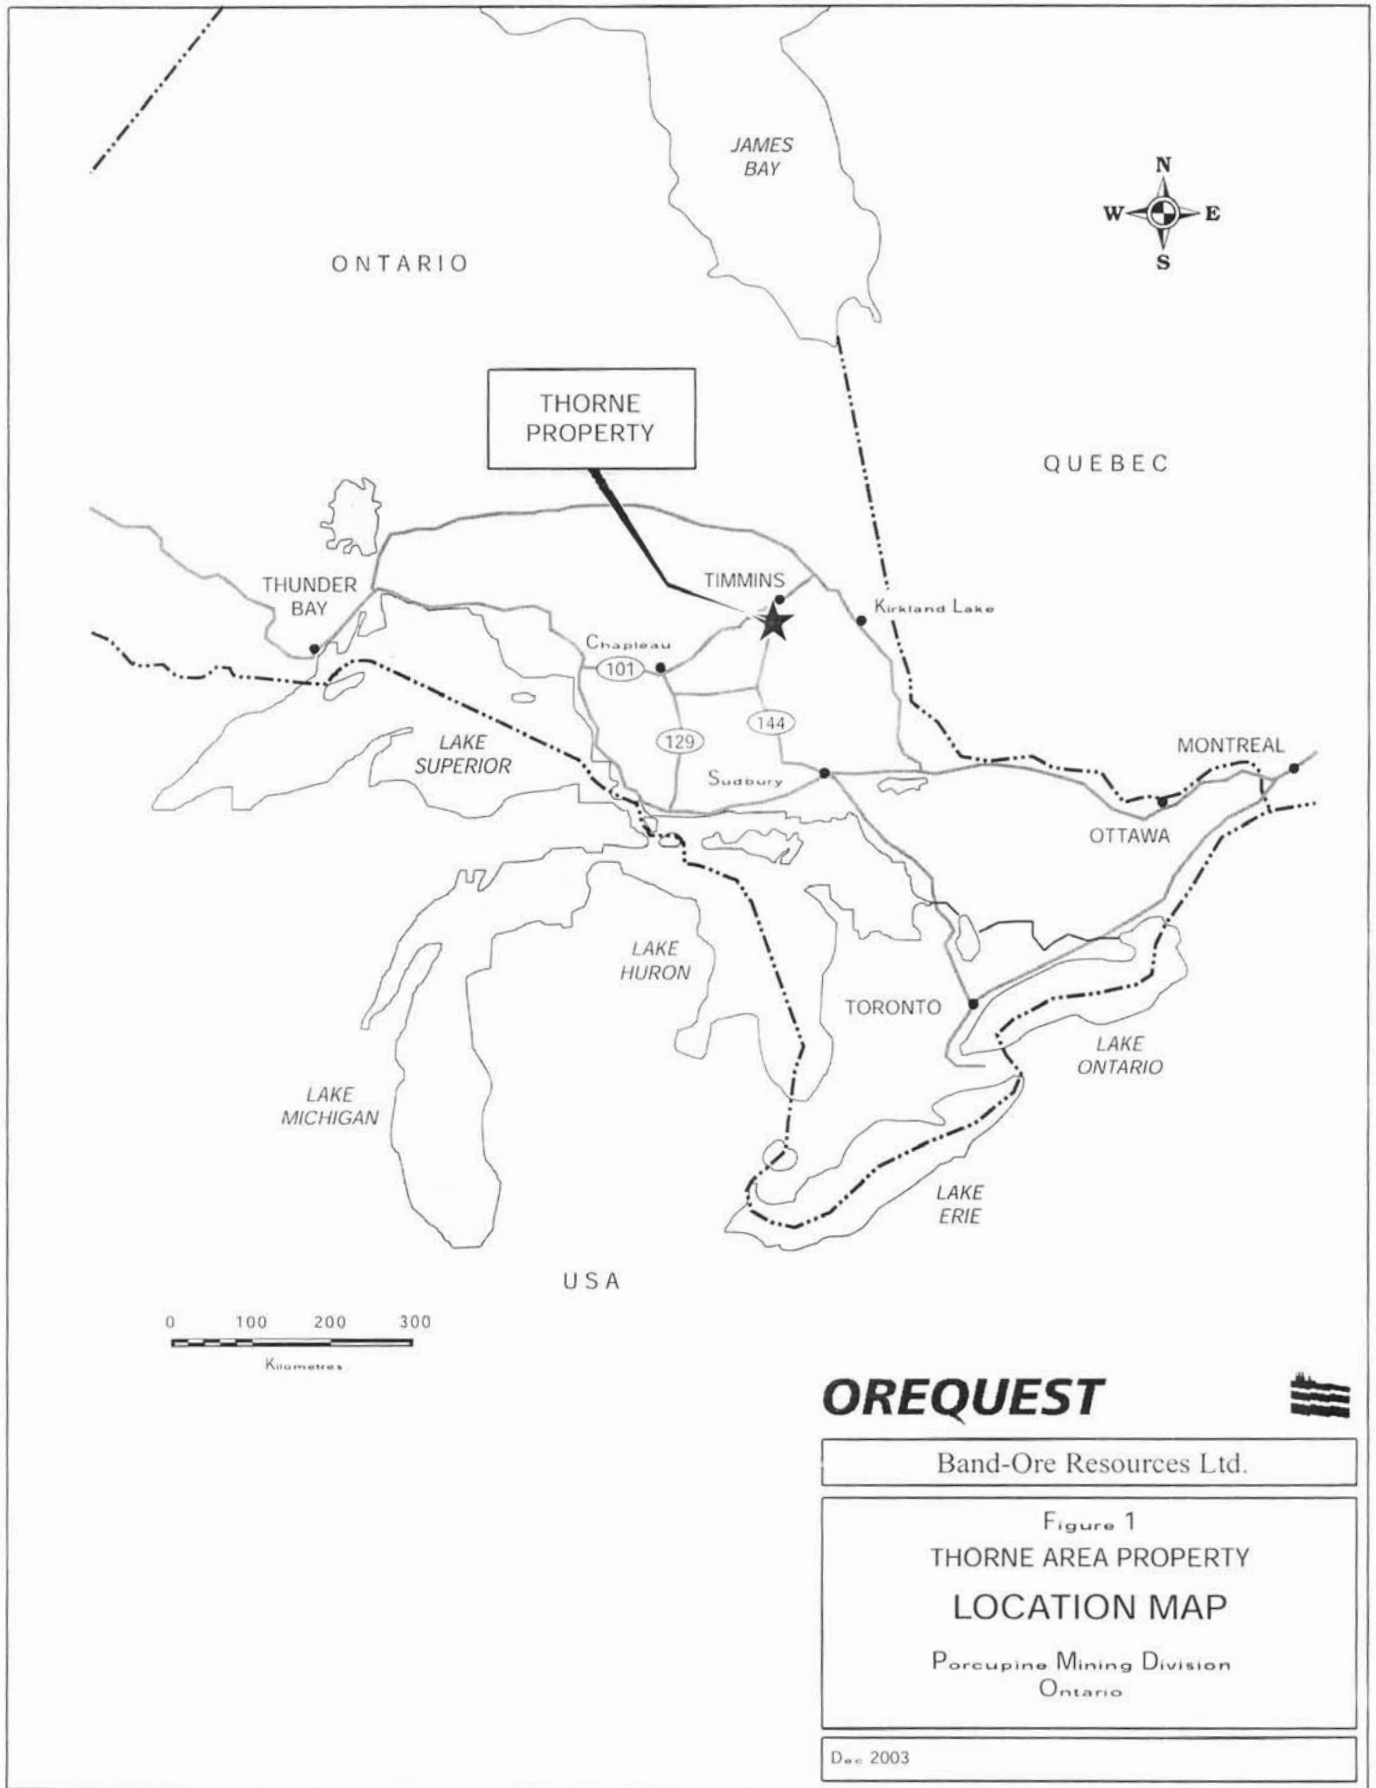 JAMES
BAY
N
W E
S
ONTARIO
THORNE
PROPERTY
QUEBEC
THUNDER
BAY
TIMMINS
Kirkland Lake
Chapleau
101
144
129
LAKE
SUPERIOR
Sudbury
MONTREAL
OTTAWA
LAKE
HURON
TORONTO
LAKE
ONTARIO
LAKE
MICHIGAN
LAKE
ERIE
USA
0 100 200 300
Kilometres
OREQUEST
Band-Ore Resources Ltd.
Figure 1
THORNE AREA PROPERTY
LOCATION MAP
Porcupine Mining Division
Ontario
Dec 2003